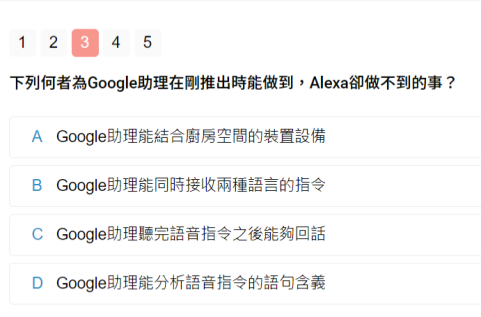 1 2 3 4 5
下列何者為Google助理在剛推出時能做到，Alexa卻做不到的事？
A Google助理能結合廚房空間的裝置設備
B Google助理能同時接收兩種語言的指令
C Google助理聽完語音指令之後能夠回話
D Google助理能分析語音指令的語句含義